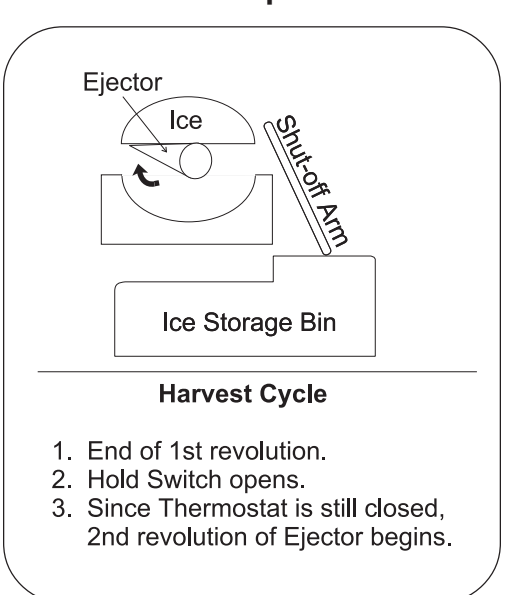 Ejector
Ice
Shut-off Arm
Ice Storage Bin
Harvest Cycle
1. End of 1st revolution.
2. Hold Switch opens.
3. Since Thermostat is still closed,
2nd revolution of Ejector begins.